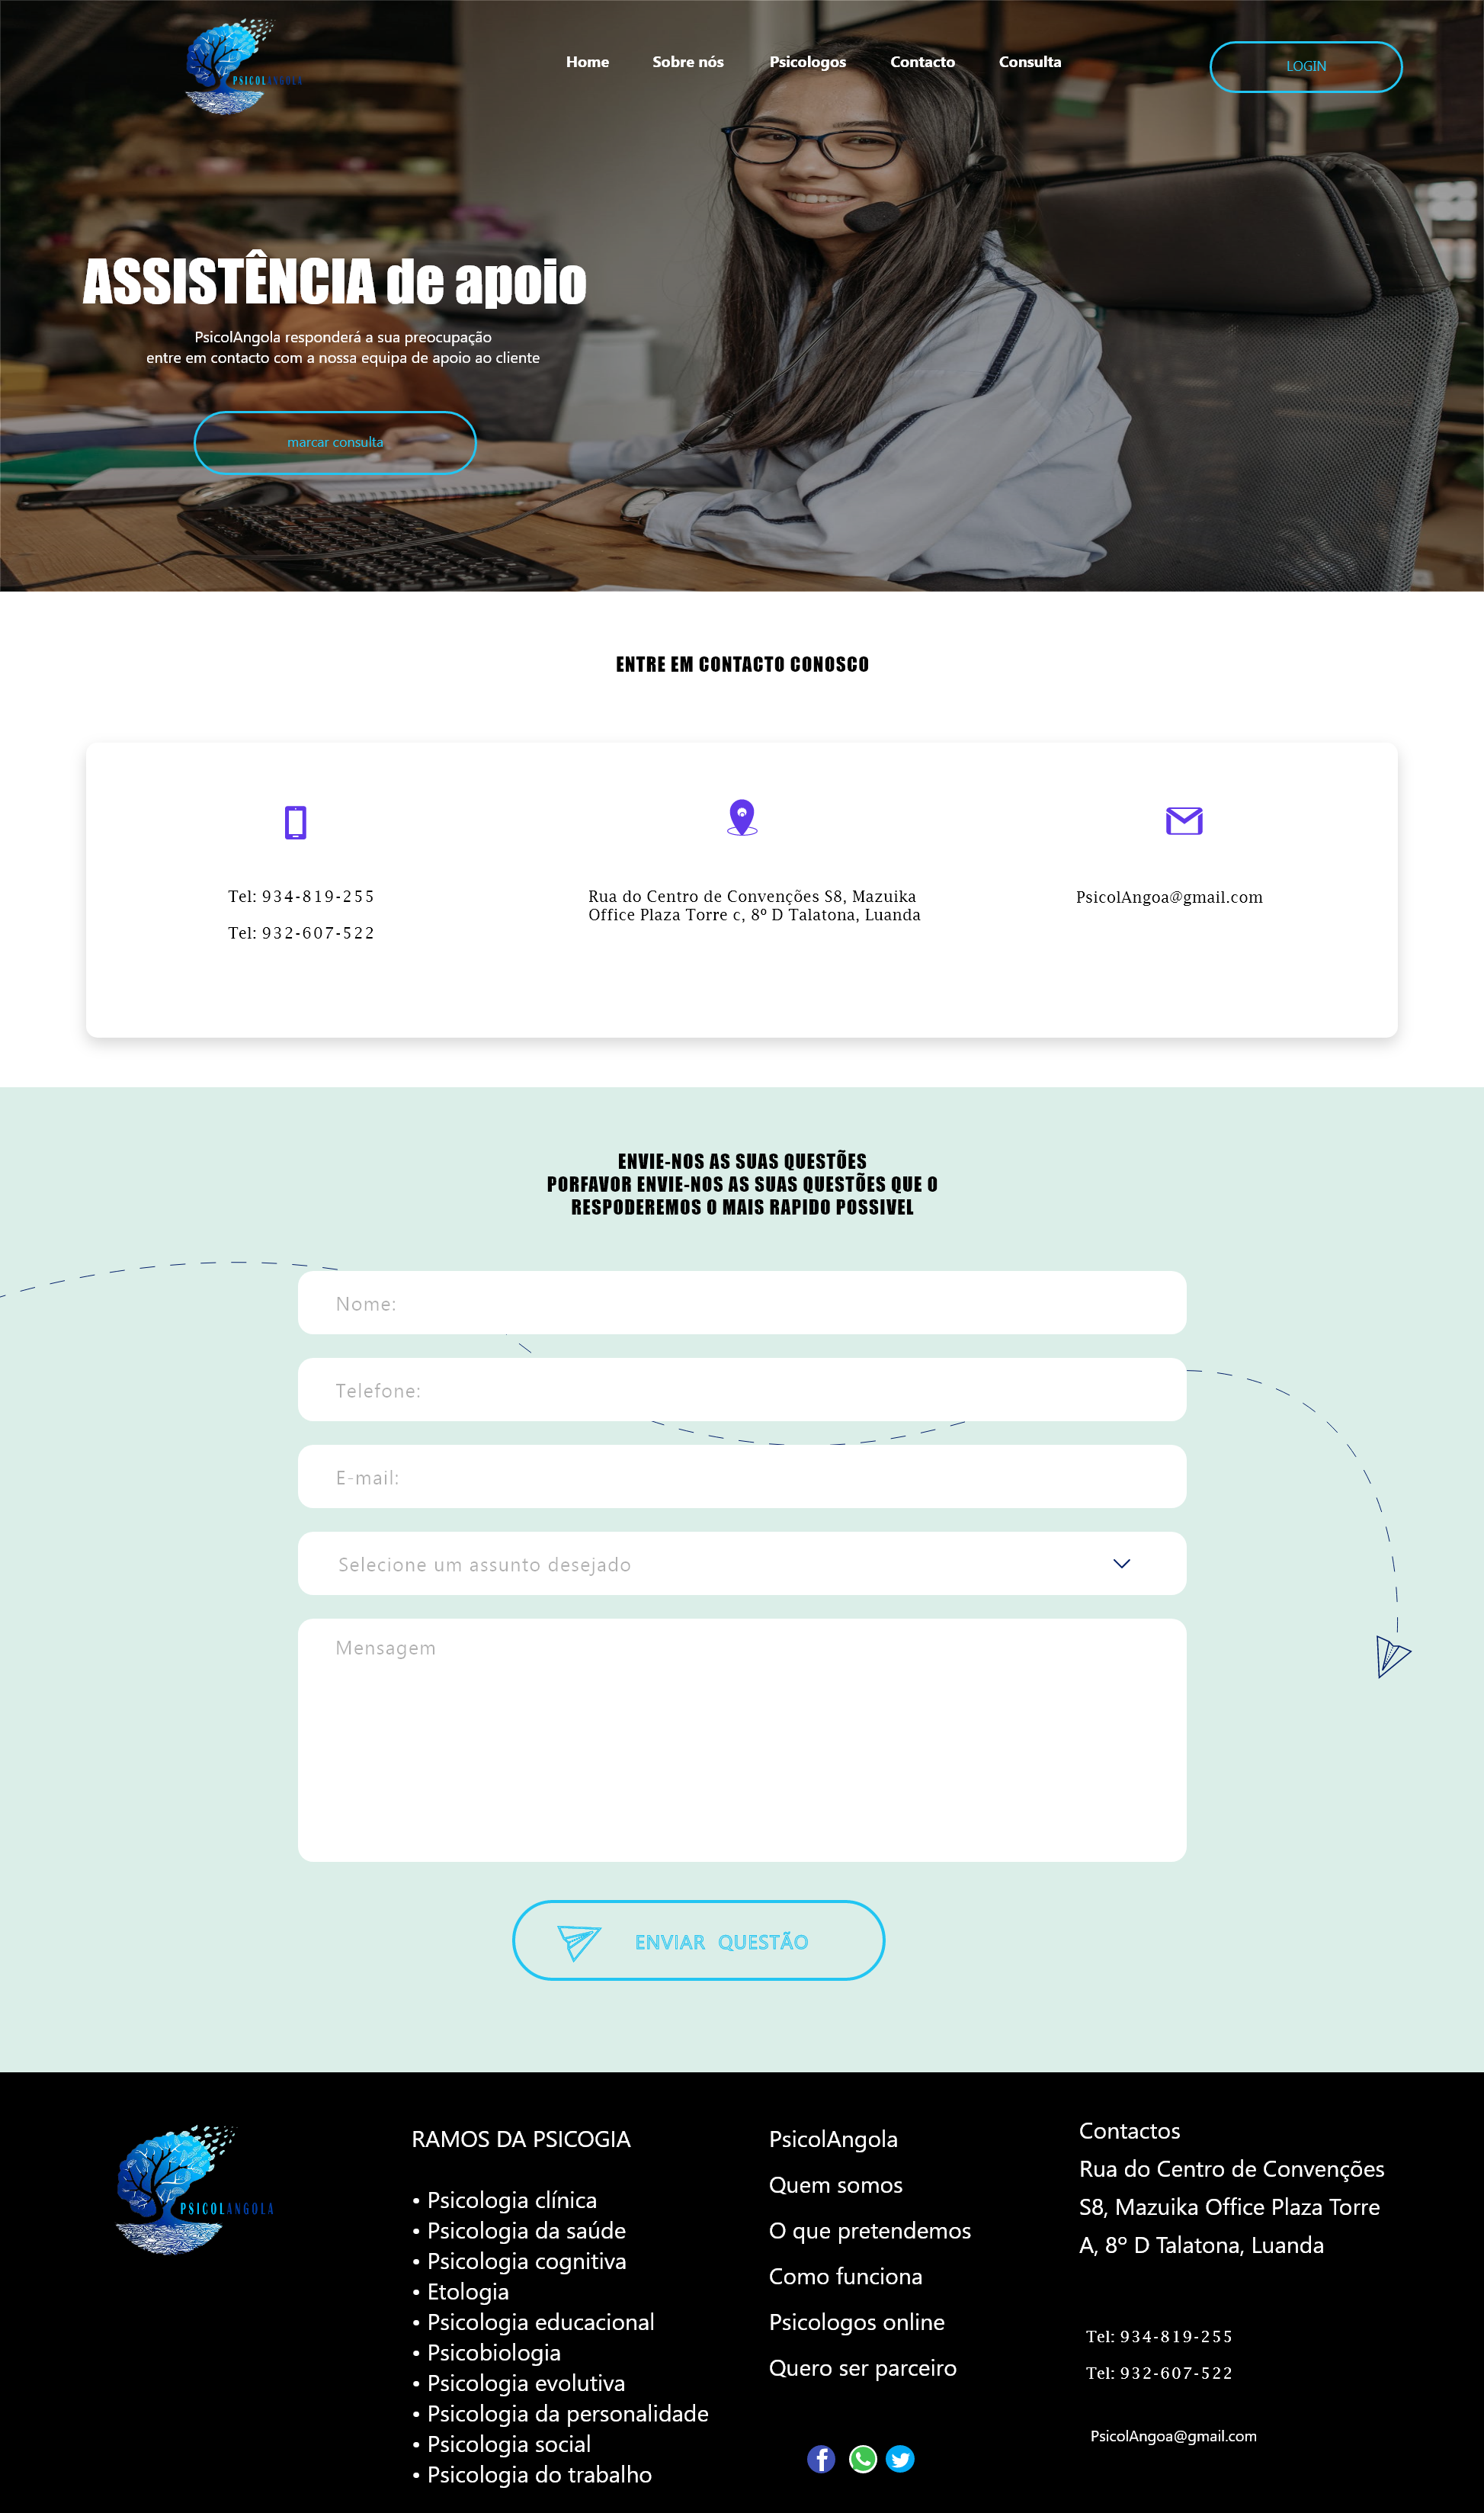 PSICOLANGOLA
Home
Sobre nós
Psicologos
Contacto
Consulta
LOGIN
ASSISTÊNCIA de apoio
PsicolAngola responderá a sua preocupação
entre em contacto com a nossa equipa de apoio ao cliente
marcar consulta
ENTRE EM CONTACTO CONOSCO
Tel: 934-819-255
Tel: 932-607-522
Rua do Centro de Convenções S8, Mazuika
Office Plaza Torre c, 8º D Talatona, Luanda
PsicolAngoa@gmail.com
ENVIE-NOS AS SUAS QUESTÕES
PORFAVOR ENVIE-NOS AS SUAS QUESTÕES QUE O
RESPODEREMOS O MAIS RAPIDO POSSIVEL
Nome:
Telefone:
E-mail:
Selecione um assunto desejado
Mensagem
ENVIAR QUESTÃO
PSICOLANGOLA
RAMOS DA PSICOGIA
• Psicologia clínica
• Psicologia da saúde
• Psicologia cognitiva
• Etologia
• Psicologia educacional
• Psicobiologia
• Psicologia evolutiva
• Psicologia da personalidade
• Psicologia social
• Psicologia do trabalho
PsicolAngola
Quem somos
O que pretendemos
Como funciona
Psicologos online
Quero ser parceiro
Contactos
Rua do Centro de Convenções
S8, Mazuika Office Plaza Torre
A, 8º D Talatona, Luanda
Tel: 934-819-255
Tel: 932-607-522
PsicolAngoa@gmail.com